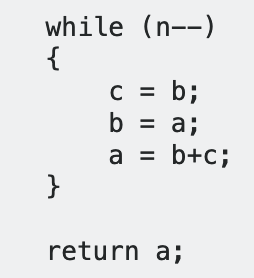 while (n--)
{
    c = b;
    b = a;
    a = b+c;
}

return a;